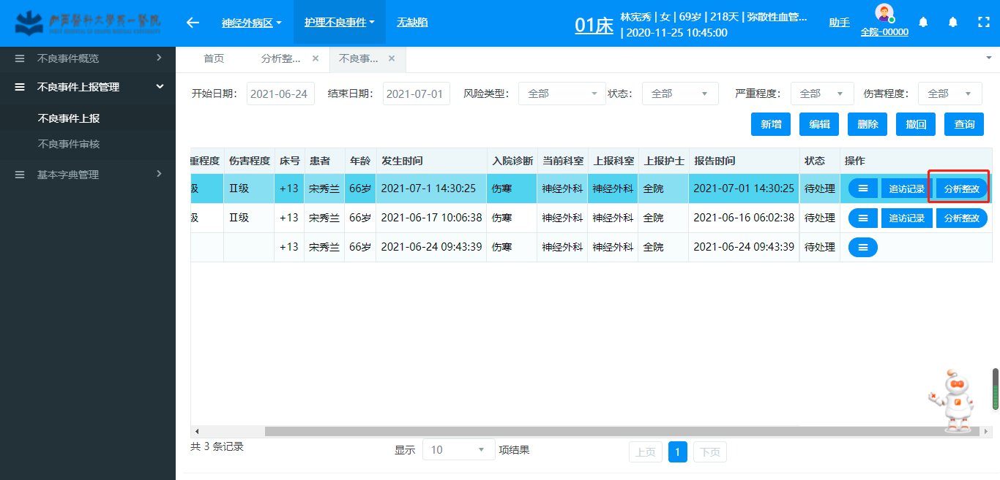 广西医科大学第一医院
神经外病区
护理不良事件
无缺陷
01床
林宪秀 | 女 | 69岁 | 218天 | 弥散性血管...
| 2020-11-25 10:45:00
助手
全院-00000
不良事件概览
不良事件上报管理
不良事件上报
不良事件审核
基本字典管理
首页 分析整... × 不良事... ×
开始日期: 2021-06-24 结束日期: 2021-07-01 风险类型: 全部 状态: 全部 严重程度: 全部 伤害程度: 全部
新增 编辑 删除 撤回 查询
重程度 伤害程度 床号 患者 年龄 发生时间 入院诊断 当前科室 上报科室 上报护士 报告时间 状态 操作
级 Ⅱ级 +13 宋秀兰 66岁 2021-07-1 14:30:25 伤寒 神经外科 神经外科 全院 2021-07-01 14:30:25 待处理 追访记录 分析整改
级 Ⅱ级 +13 宋秀兰 66岁 2021-06-17 10:06:38 伤寒 神经外科 神经外科 全院 2021-06-16 06:02:38 待处理 追访记录 分析整改
+13 宋秀兰 66岁 2021-06-24 09:43:39 伤寒 神经外科 神经外科 全院 2021-06-24 09:43:39 待处理
共 3 条记录 显示 10 项结果 上页 1 下页